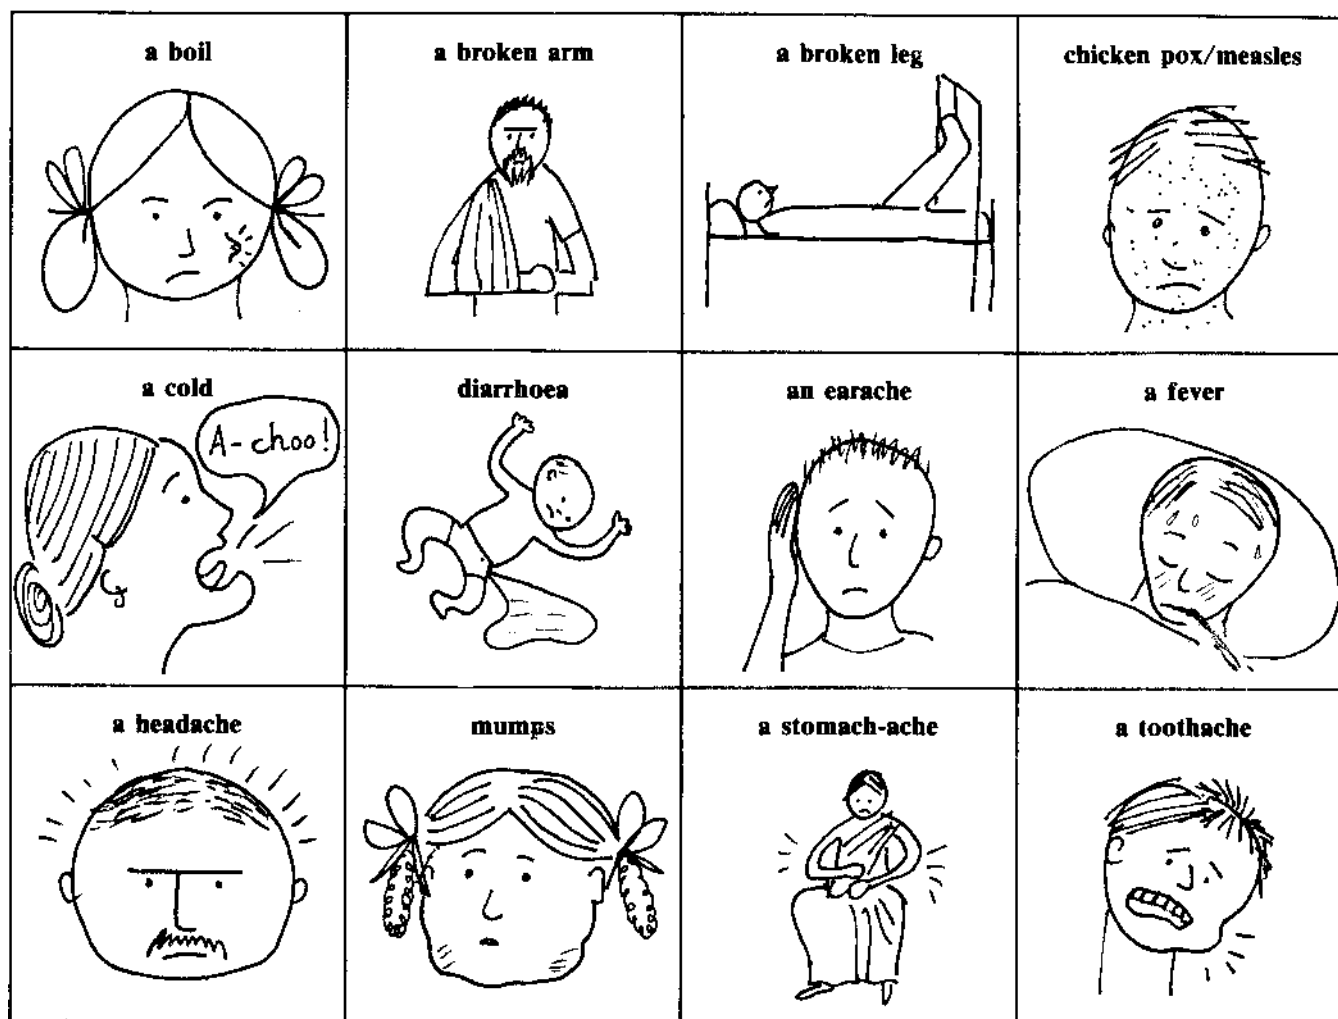 a boil
a broken arm
a broken leg
chicken pox/measles
a cold
A-choo!
diarrhoea
an earache
a fever
a headache
mumps
a stomach-ache
a toothache